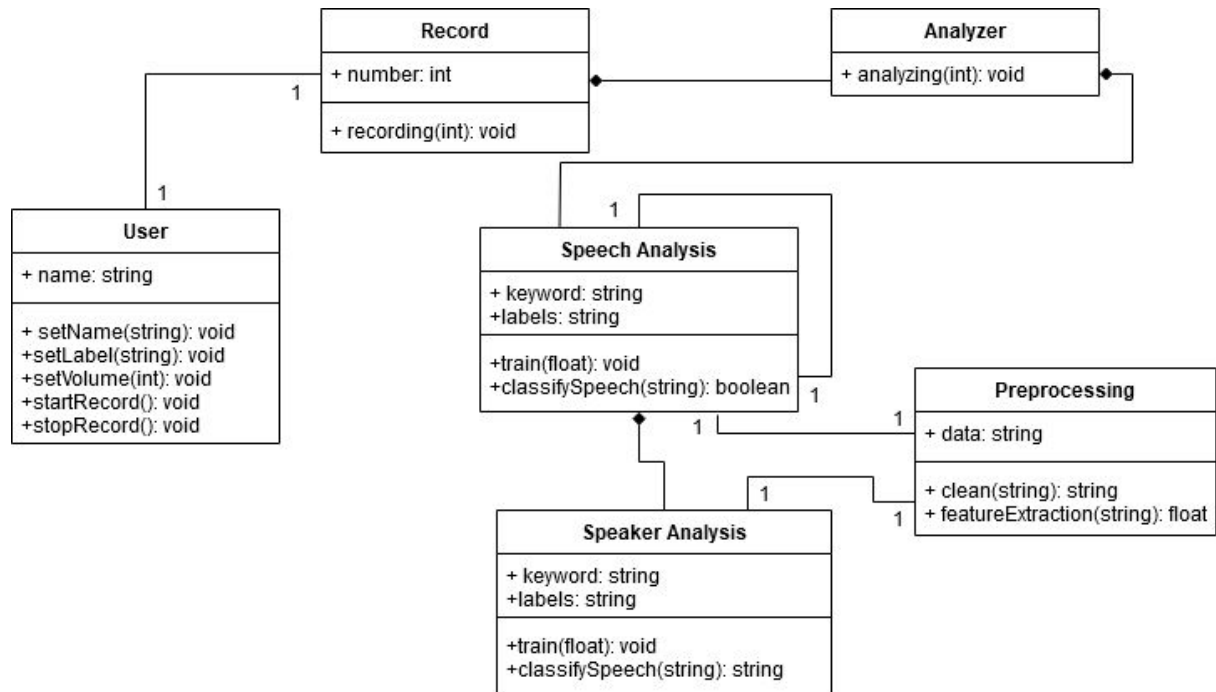 Record
+ number: int
+ recording(int): void
Analyzer
+ analyzing(int): void
1
1
User
+ name: string
+ setName(string): void
+setLabel(string): void
+setVolume(int): void
+startRecord(): void
+stopRecord(): void
1
Speech Analysis
+ keyword: string
+labels: string
+train(float): void
+classifySpeech(string): boolean
1
1
1
Preprocessing
+ data: string
+ clean(string): string
+ featureExtraction(string): float
1
1
Speaker Analysis
+ keyword: string
+labels: string
+train(float): void
+classifySpeech(string): string